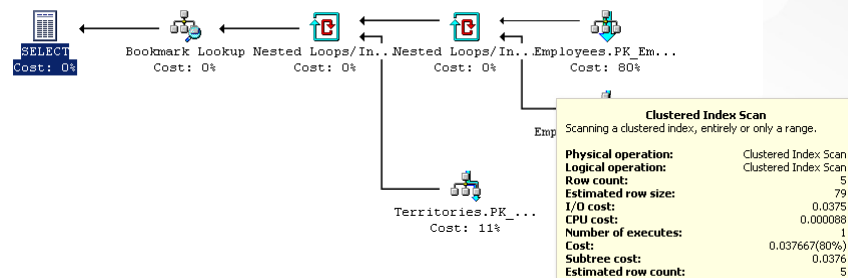 SELECT
Cost: 0%
Bookmark Lookup
Cost: 0%
Nested Loops/In...
Cost: 0%
Nested Loops/In...
Cost: 0%
Employees.PK_Em...
Cost: 80%
Emp
Territories.PK_...
Cost: 11%
Clustered Index Scan
Scanning a clustered index, entirely or only a range.
Physical operation: Clustered Index Scan
Logical operation: Clustered Index Scan
Row count: 5
Estimated row size: 79
I/O cost: 0.0375
CPU cost: 0.000088
Number of executes: 1
Cost: 0.037667(80%)
Subtree cost: 0.0376
Estimated row count: 5